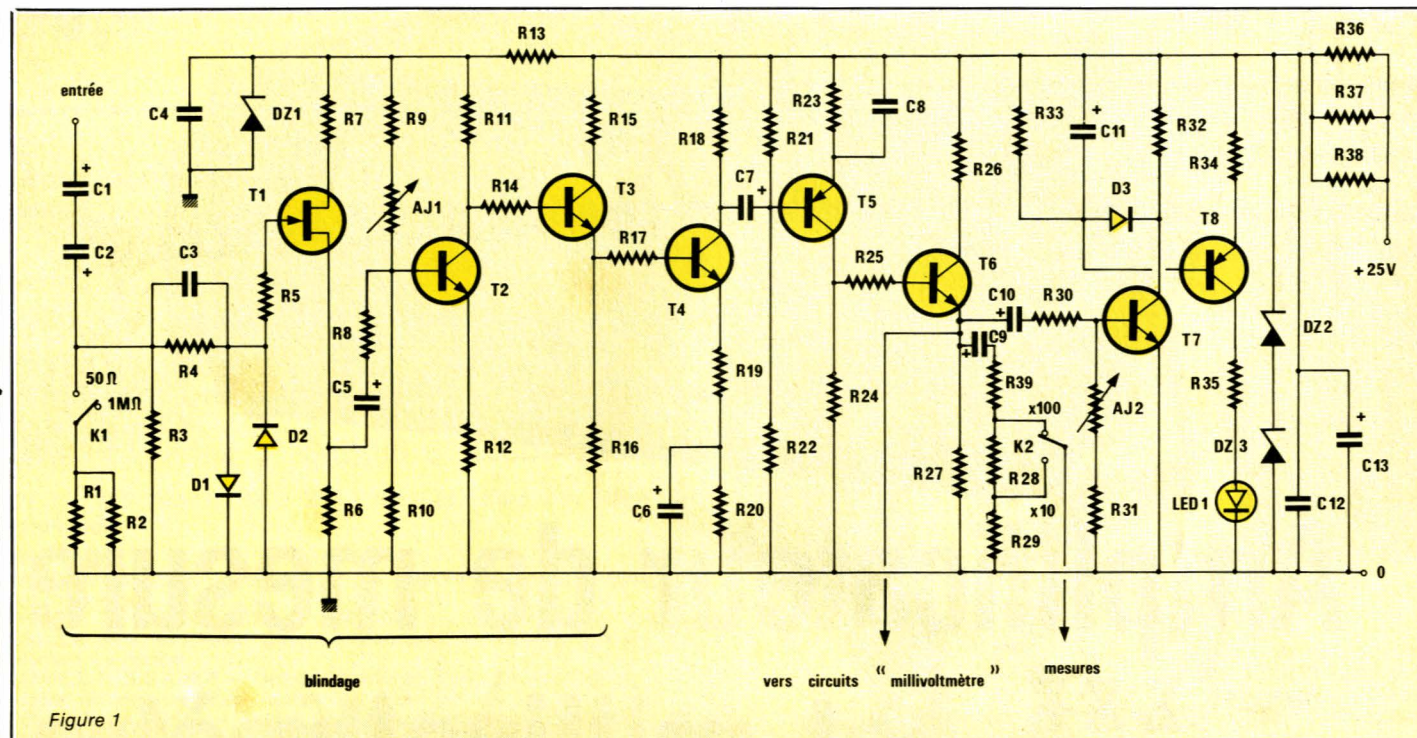 R13
R36
entrée
C4
DZ1
R7
R9
R11
R15
R23
C8
R33
C11
R32
R37
R18
R21
R26
R34
R38
C1
T1
AJ1
R14
T3
C7
T5
D3
T8
C2
C3
R17
T4
R25
T6
+ 25V
R5
T2
C10
R30
DZ2
R8
C9
T7
50 Ω
R4
1MΩ
C5
R19
R24
R39
AJ2
R35
K1
R3
D2
x100
K2
R12
R16
R22
R27
R28
DZ3
C13
D1
R1
R2
R6
R10
C6
R20
x10
R31
LED1
C12
R29
0
blindage
vers circuits “ millivoltmètre ”
mesures
Figure 1